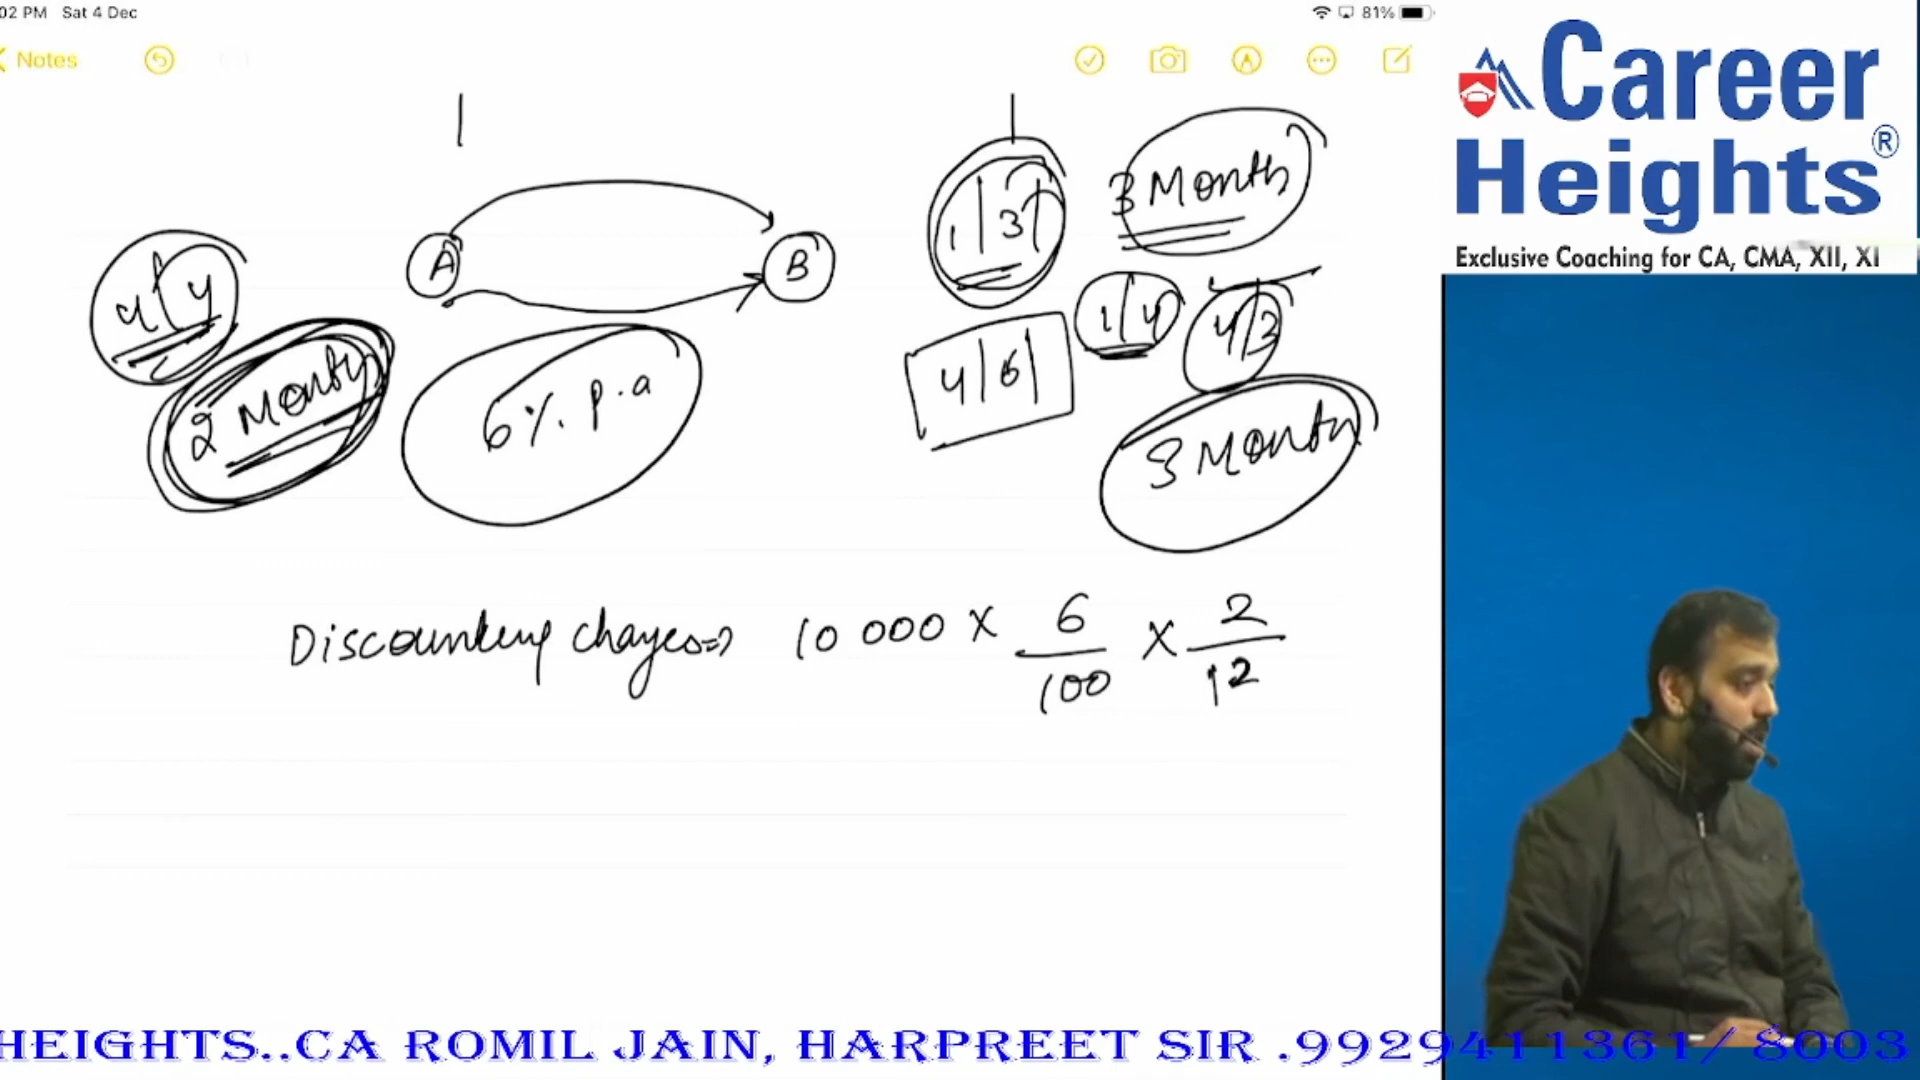 02 PM Sat 4 Dec
81%
Notes
Career
Heights®
Exclusive Coaching for CA, CMA, XII, XI
1|3|
3 Month
A
B
4|4
1|4
4|3
4|6|
2 Month
6%. p.a
3 Month
Discounting charges⇒ 10 000 × 6/100 × 2/12
HEIGHTS..CA ROMIL JAIN, HARPREET SIR .9929411361/ 8003